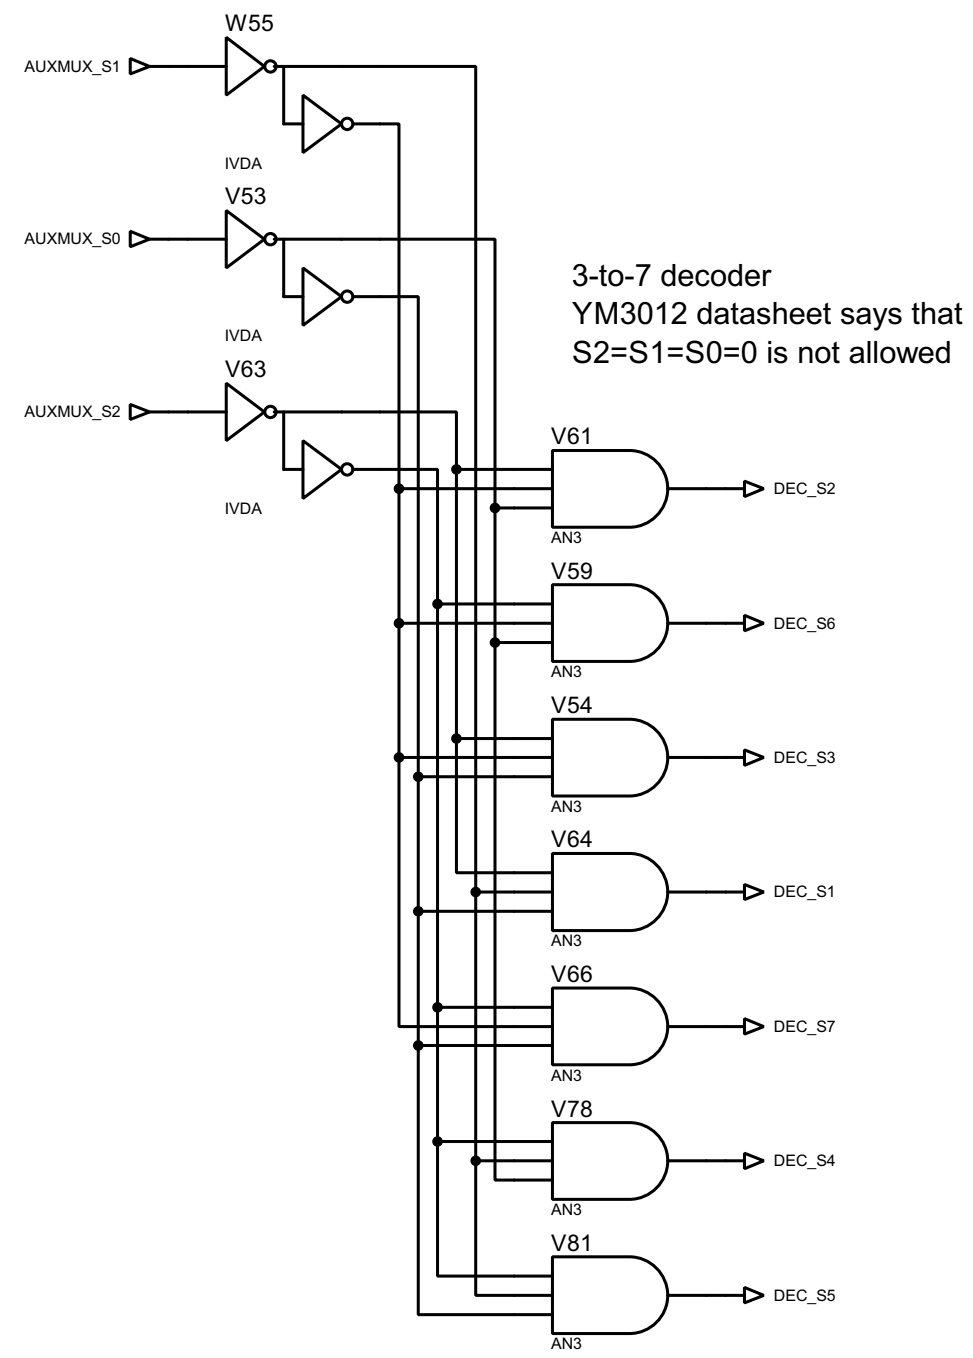 W55
AUXMUX_S1
IVDA
V53
AUXMUX_S0
IVDA
V63
AUXMUX_S2
IVDA
3-to-7 decoder
YM3012 datasheet says that
S2=S1=S0=0 is not allowed
V61
DEC_S2
AN3
V59
DEC_S6
AN3
V54
DEC_S3
AN3
V64
DEC_S1
AN3
V66
DEC_S7
AN3
V78
DEC_S4
AN3
V81
DEC_S5
AN3